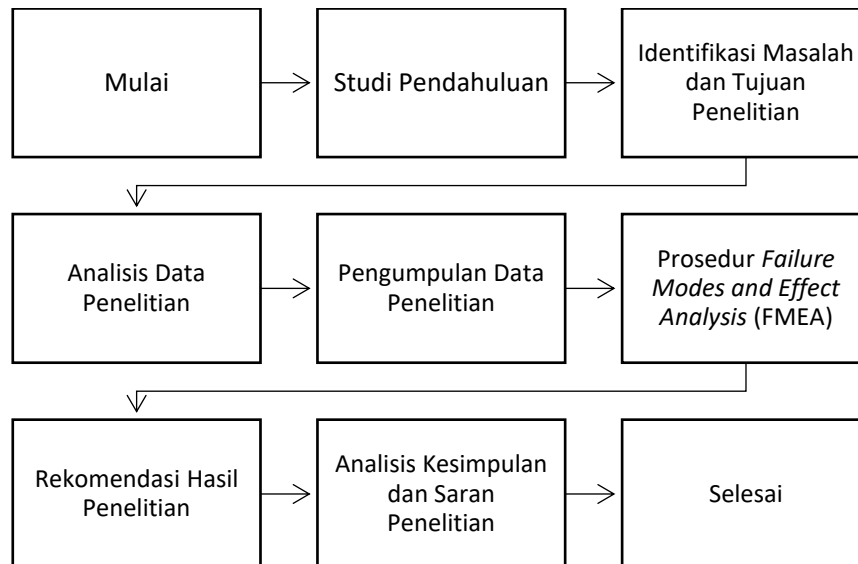 Mulai
Studi Pendahuluan
Identifikasi Masalah
dan Tujuan
Penelitian
Analisis Data
Penelitian
Pengumpulan Data
Penelitian
Prosedur Failure
Modes and Effect
Analysis (FMEA)
Rekomendasi Hasil
Penelitian
Analisis Kesimpulan
dan Saran
Penelitian
Selesai